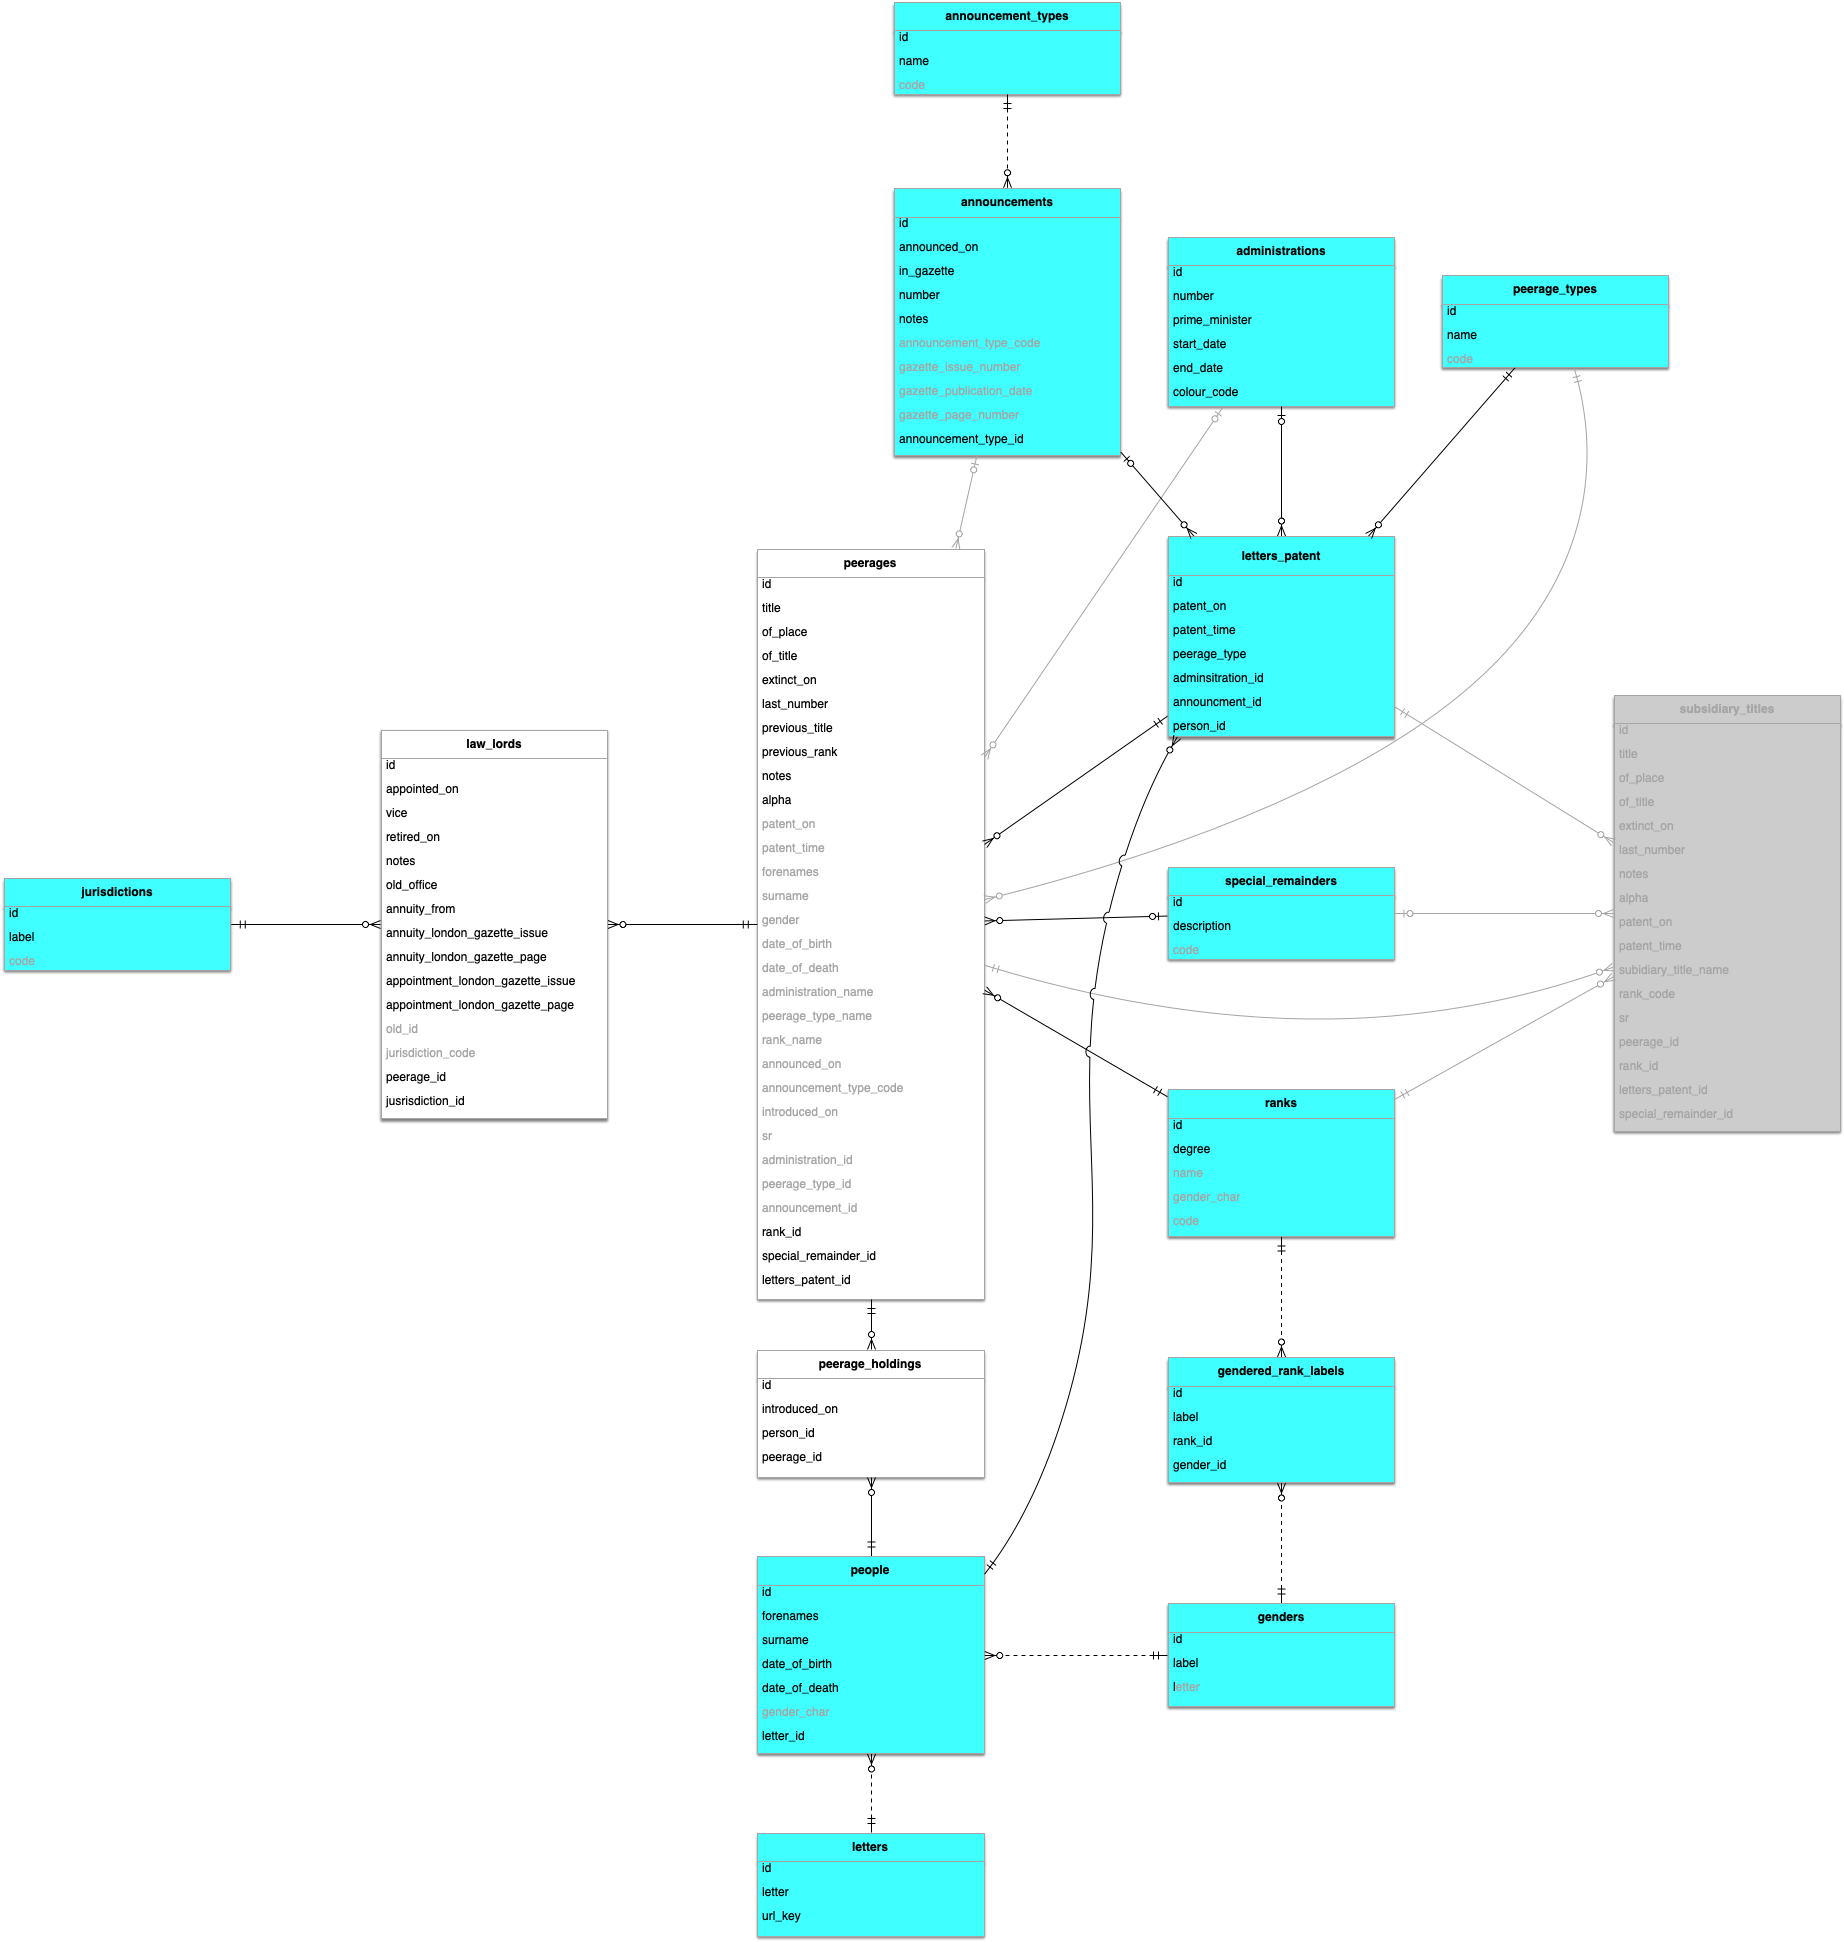 announcement_types
id
name
code
announcements
id
announced_on
in_gazette
number
notes
announcement_type_code
gazette_issue_number
gazette_publication_date
gazette_page_number
announcement_type_id
administrations
id
number
prime_minister
start_date
end_date
colour_code
peerage_types
id
name
code
letters_patent
id
patent_on
patent_time
peerage_type
adminsitration_id
announcment_id
person_id
peerages
id
title
of_place
of_title
extinct_on
last_number
previous_title
previous_rank
notes
alpha
patent_on
patent_time
forenames
surname
gender
date_of_birth
date_of_death
administration_name
peerage_type_name
rank_name
announced_on
announcement_type_code
introduced_on
sr
administration_id
peerage_type_id
announcement_id
rank_id
special_remainder_id
letters_patent_id
subsidiary_titles
id
title
of_place
of_title
extinct_on
last_number
notes
alpha
patent_on
patent_time
subidiary_title_name
rank_code
sr
peerage_id
rank_id
letters_patent_id
special_remainder_id
law_lords
id
appointed_on
vice
retired_on
notes
old_office
annuity_from
annuity_london_gazette_issue
annuity_london_gazette_page
appointment_london_gazette_issue
appointment_london_gazette_page
old_id
jurisdiction_code
peerage_id
jusrisdiction_id
jurisdictions
id
label
code
special_remainders
id
description
code
ranks
id
degree
name
gender_char
code
peerage_holdings
id
introduced_on
person_id
peerage_id
gendered_rank_labels
id
label
rank_id
gender_id
people
id
forenames
surname
date_of_birth
date_of_death
gender_char
letter_id
genders
id
label
letter
letters
id
letter
url_key